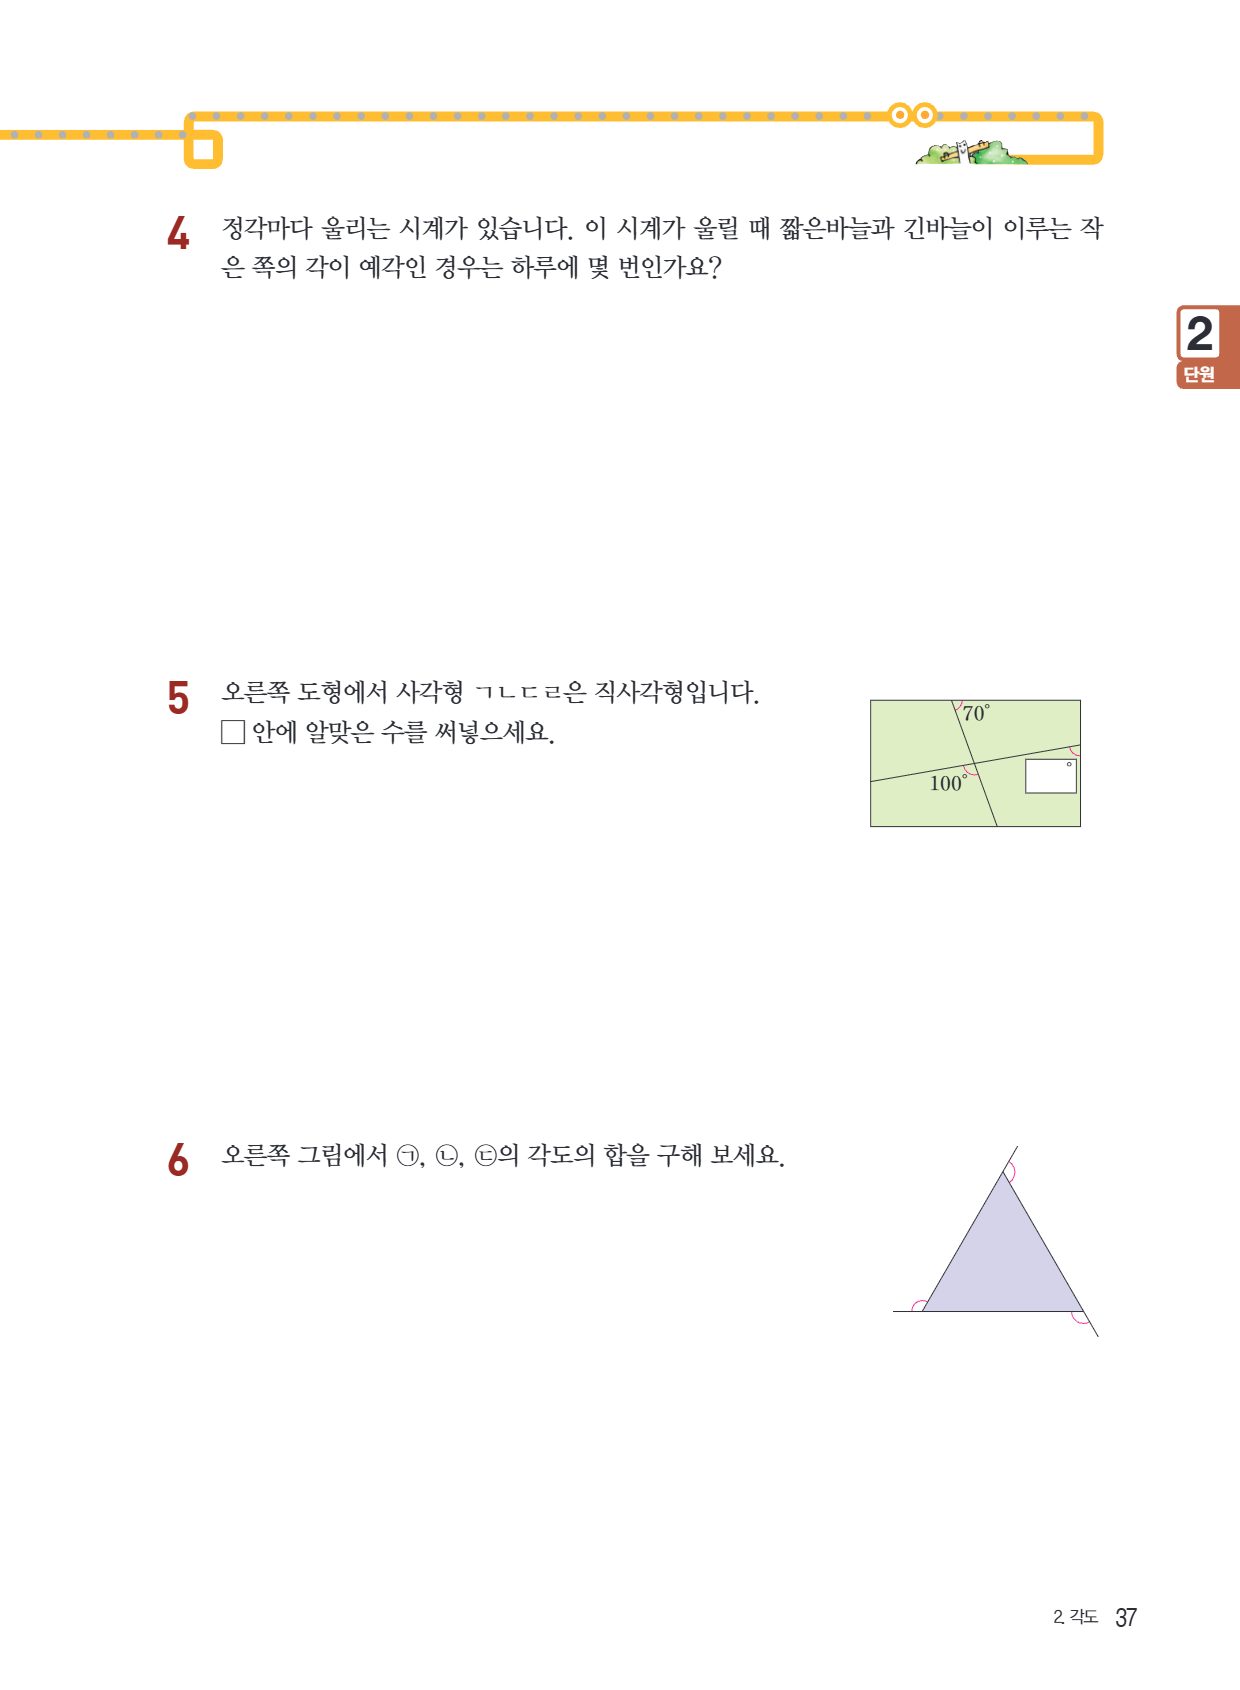 4 정각마다 울리는 시계가 있습니다. 이 시계가 울릴 때 짧은바늘과 긴바늘이 이루는 작
은 쪽의 각이 예각인 경우는 하루에 몇 번인가요?
2
단원
5 오른쪽 도형에서 사각형 ㄱㄴㄷㄹ은 직사각형입니다.
□ 안에 알맞은 수를 써넣으세요.
70°
100°
°
6 오른쪽 그림에서 ㉠, ㉡, ㉢의 각도의 합을 구해 보세요.
2. 각도 37